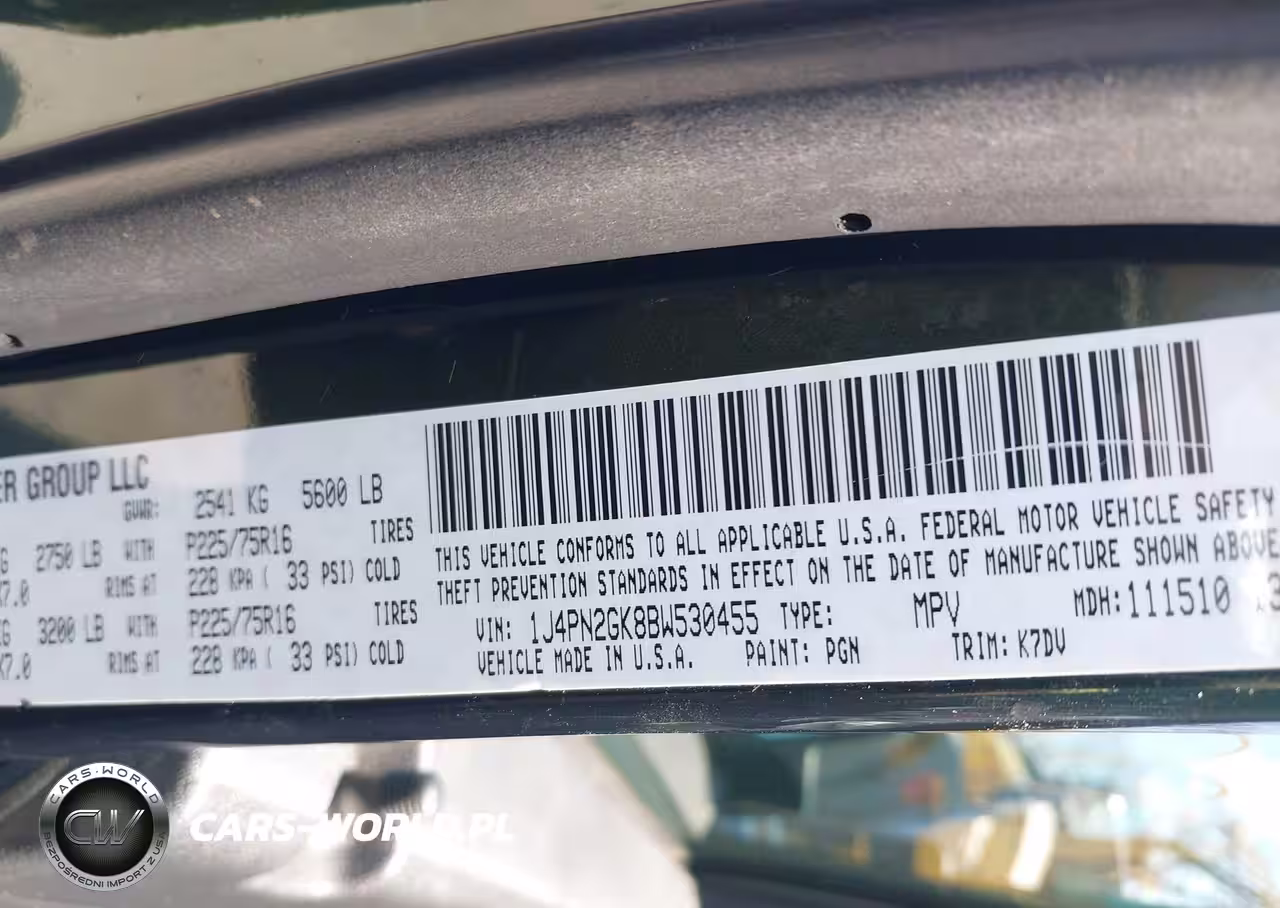 ER GROUP LLC
GVWR: 2541 KG 5600 LB
G 2750 LB WITH P225/75R16 TIRES
X7.0 RIMS AT 228 KPA ( 33 PSI) COLD
G 3200 LB WITH P225/75R16 TIRES
X7.0 RIMS AT 228 KPA ( 33 PSI) COLD
THIS VEHICLE CONFORMS TO ALL APPLICABLE U.S.A. FEDERAL MOTOR VEHICLE SAFETY
THEFT PREVENTION STANDARDS IN EFFECT ON THE DATE OF MANUFACTURE SHOWN ABOVE
VIN: 1J4PN2GK8BW530455 TYPE: MPV MDH: 111510
VEHICLE MADE IN U.S.A. PAINT: PGN TRIM: K7DV
CARS-WORLD
CW
BEZPOŚREDNI IMPORT Z USA
CARS-WORLD.PL